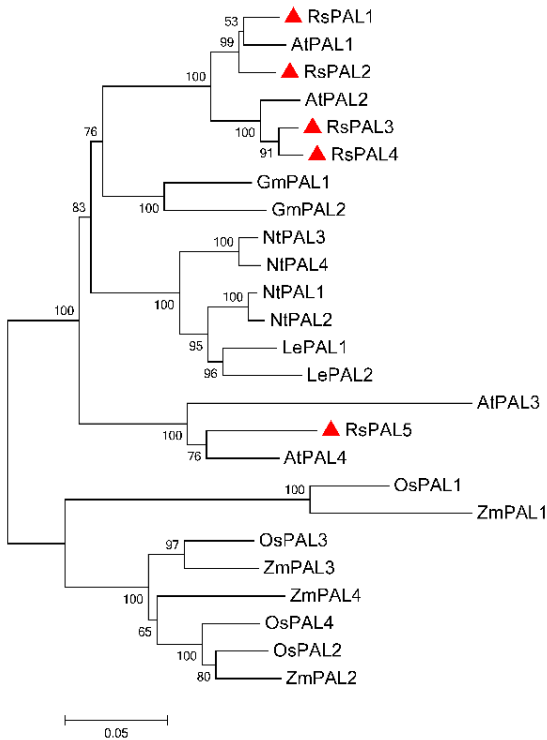 RsPAL1
53
AtPAL1
99
RsPAL2
100
AtPAL2
100
RsPAL3
91
RsPAL4
76
GmPAL1
100
GmPAL2
83
NtPAL3
100
NtPAL4
100
NtPAL1
100
NtPAL2
95
LePAL1
96
LePAL2
100
AtPAL3
100
RsPAL5
76
AtPAL4
OsPAL1
100
ZmPAL1
OsPAL3
97
ZmPAL3
100
ZmPAL4
65
OsPAL4
100
OsPAL2
80
ZmPAL2
0.05